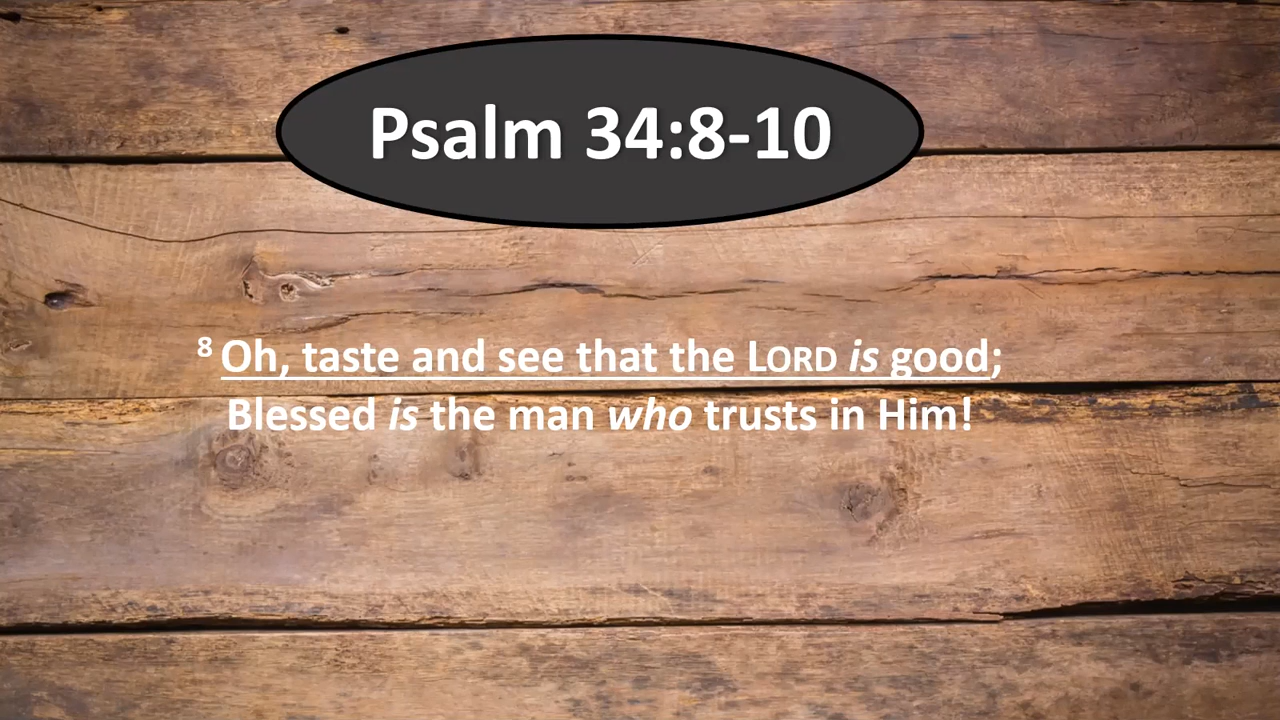 Psalm 34:8-10
8 Oh, taste and see that the LORD is good;
Blessed is the man who trusts in Him!